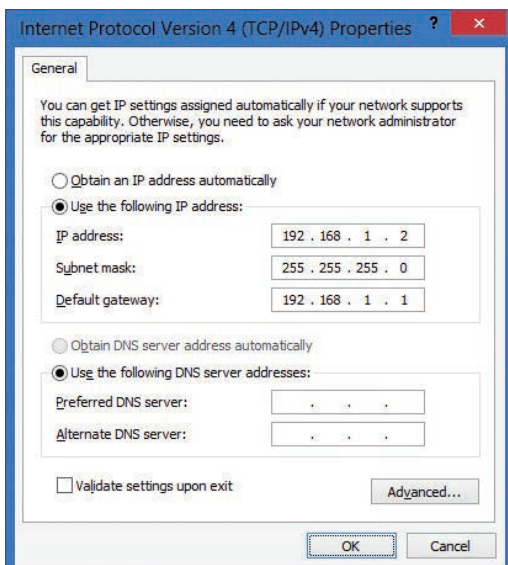 Internet Protocol Version 4 (TCP/IPv4) Properties ? ×
General
You can get IP settings assigned automatically if your network supports
this capability. Otherwise, you need to ask your network administrator
for the appropriate IP settings.
Obtain an IP address automatically
Use the following IP address:
IP address: 192 . 168 . 1 . 2
Subnet mask: 255 . 255 . 255 . 0
Default gateway: 192 . 168 . 1 . 1
Obtain DNS server address automatically
Use the following DNS server addresses:
Preferred DNS server: . . .
Alternate DNS server: . . .
Validate settings upon exit
Advanced...
OK Cancel